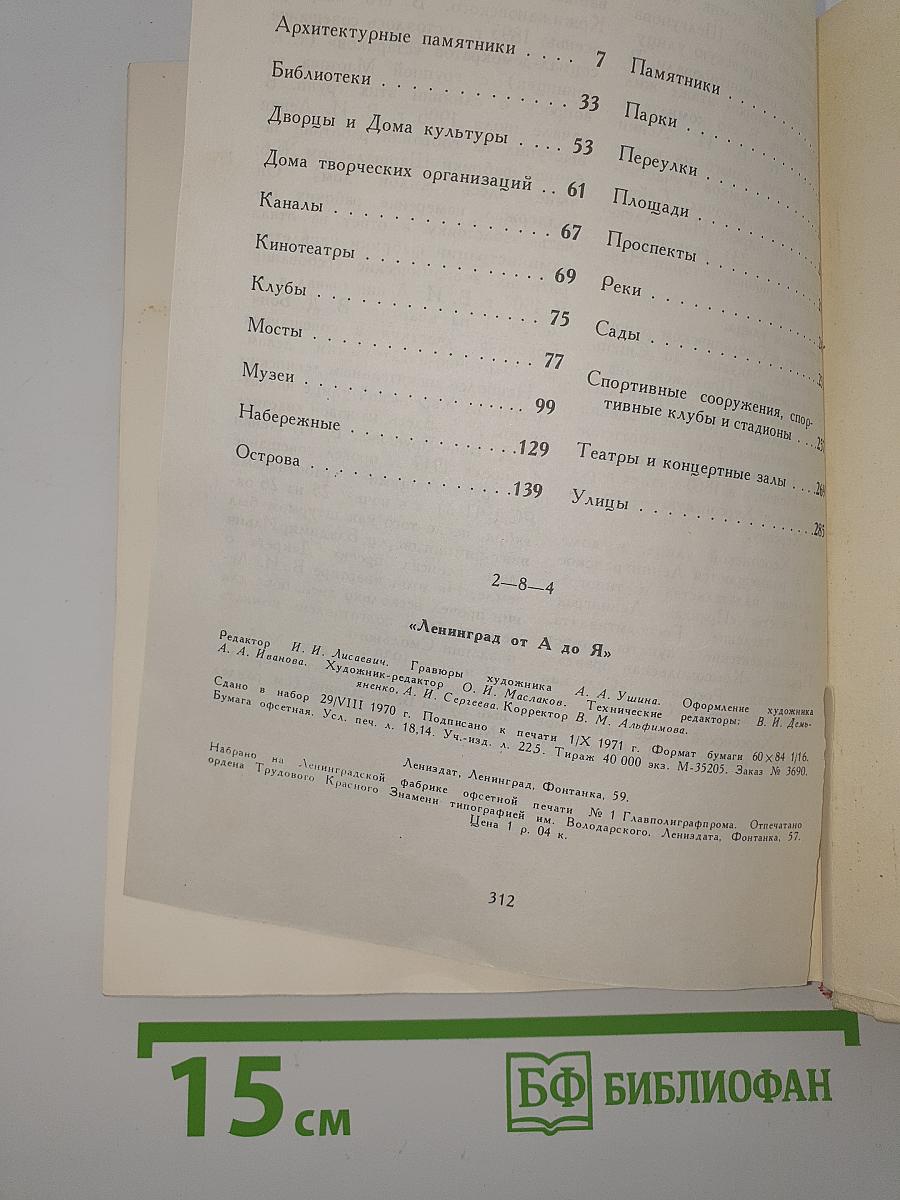 Архитектурные памятники . . . . 7
Библиотеки . . . . . . . . . . . . . 33
Дворцы и Дома культуры . . . . 53
Дома творческих организаций . . 61
Каналы . . . . . . . . . . . . . . . 67
Кинотеатры . . . . . . . . . . . . . 69
Клубы . . . . . . . . . . . . . . . . 75
Мосты . . . . . . . . . . . . . . . . 77
Музеи . . . . . . . . . . . . . . . . 99
Набережные . . . . . . . . . . . .129
Острова . . . . . . . . . . . . . . .139
Памятники . . . . . . . .
Парки . . . . . . . . . .
Переулки . . . . . . . . .
Площади . . . . . . . . .
Проспекты . . . . . . . .
Реки . . . . . . . . . . .
Сады . . . . . . . . . . .
Спортивные сооружения, спор-
тивные клубы и стадионы . . . .
Театры и концертные залы . . . .
Улицы . . . . . . . . . . . . . . .285
2—8—4
«Ленинград от А до Я»
Редактор И. И. Лисаевич. Гравюры художника А. А. Ушина. Оформление художника
А. А. Иванова. Художник-редактор О. И. Маслаков. Технические редакторы: В. И. Демь-
яненко, А. И. Сергеева. Корректор В. М. Альфимова.
Сдано в набор 29/VIII 1970 г. Подписано к печати 1/X 1971 г. Формат бумаги 60×84 1/16.
Бумага офсетная. Усл. печ. л. 18,14. Уч.-изд. л. 22,5. Тираж 40 000 экз. М-35205. Заказ № 3690.
Лениздат, Ленинград, Фонтанка, 59.
Набрано на Ленинградской фабрике офсетной печати № 1 Главполиграфпрома. Отпечатано
ордена Трудового Красного Знамени типографией им. Володарского. Лениздата, Фонтанка, 57.
Цена 1 р. 04 к.
312
15 см
БФ БИБЛИОФАН